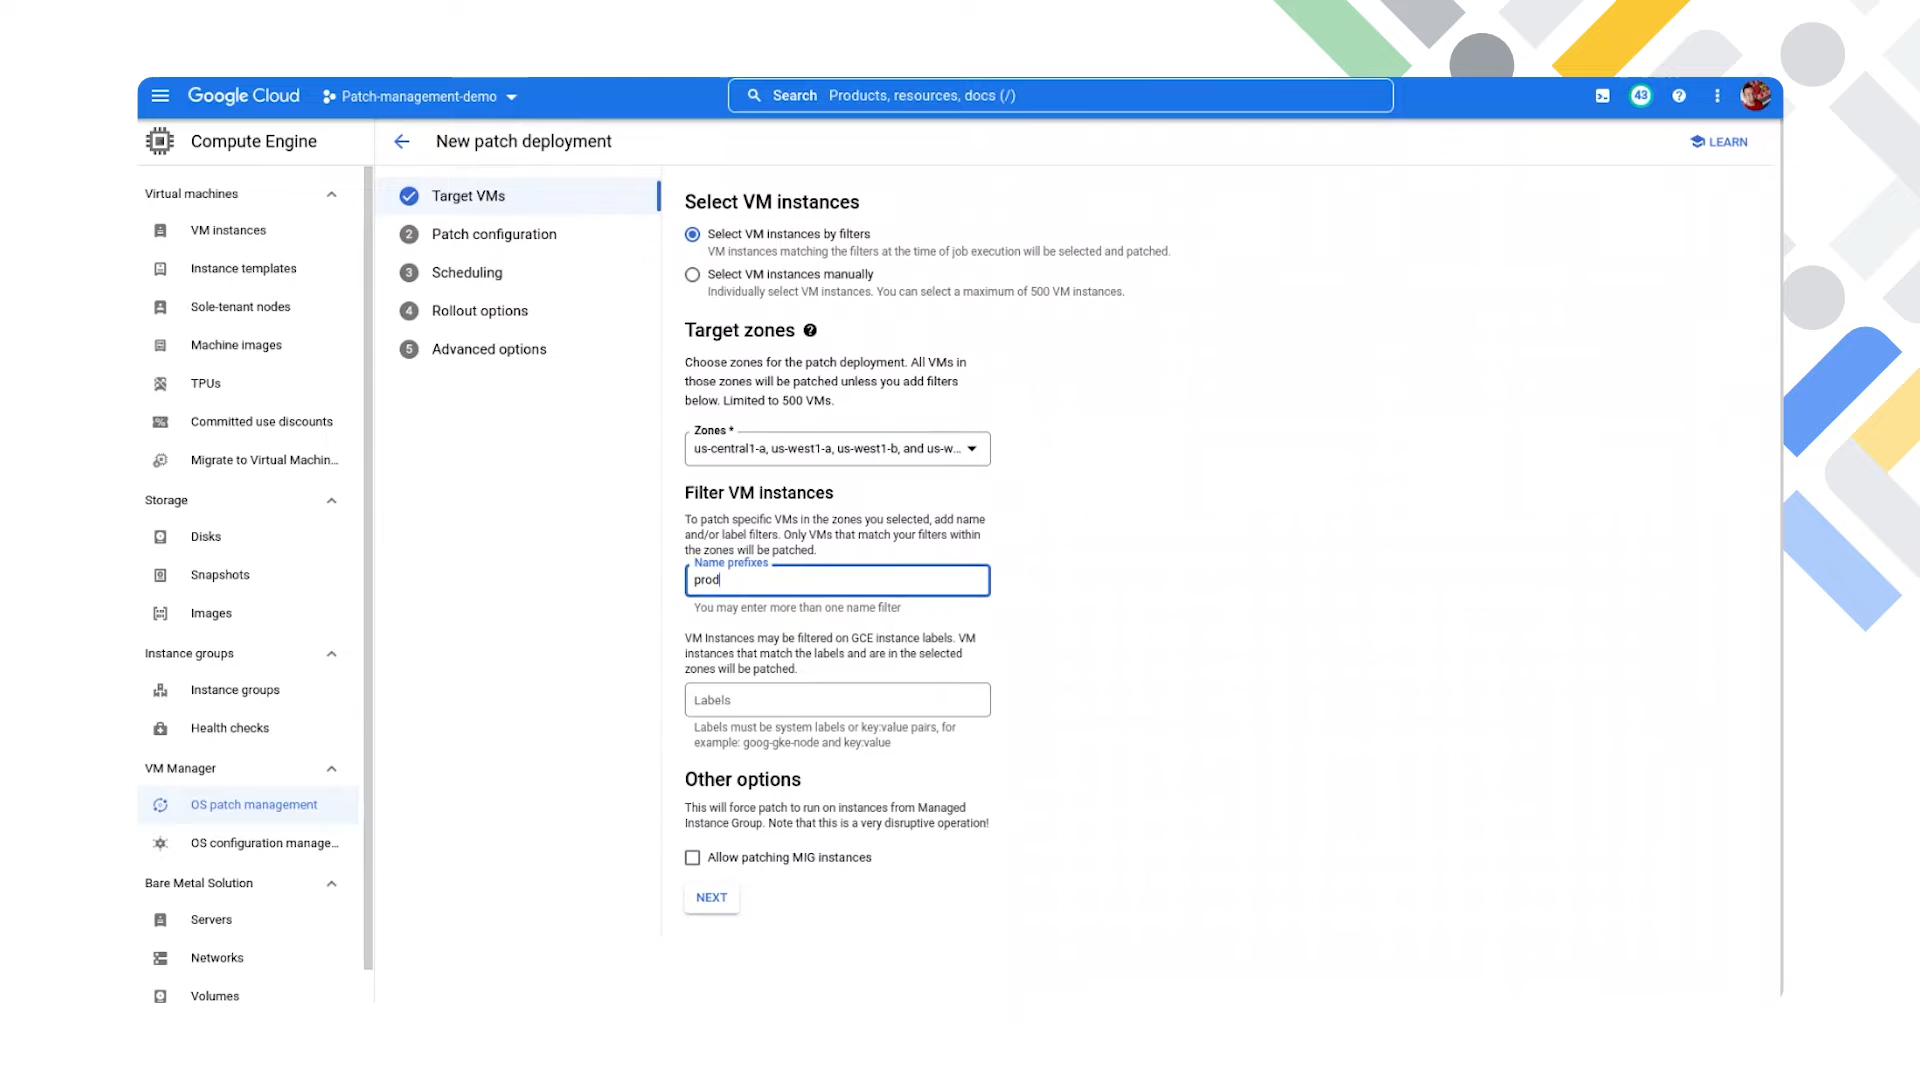 Google Cloud
Patch-management-demo
Search Products, resources, docs (/)
43
Compute Engine
New patch deployment
LEARN
Virtual machines
VM instances
Instance templates
Sole-tenant nodes
Machine images
TPUs
Committed use discounts
Migrate to Virtual Machin...
Storage
Disks
Snapshots
Images
Instance groups
Instance groups
Health checks
VM Manager
OS patch management
OS configuration manage...
Bare Metal Solution
Servers
Networks
Volumes
Target VMs
2 Patch configuration
3 Scheduling
4 Rollout options
5 Advanced options
Select VM instances
Select VM instances by filters
VM instances matching the filters at the time of job execution will be selected and patched.
Select VM instances manually
Individually select VM instances. You can select a maximum of 500 VM instances.
Target zones
Choose zones for the patch deployment. All VMs in
those zones will be patched unless you add filters
below. Limited to 500 VMs.
Zones *
us-central1-a, us-west1-a, us-west1-b, and us-w...
Filter VM instances
To patch specific VMs in the zones you selected, add name
and/or label filters. Only VMs that match your filters within
the zones will be patched.
Name prefixes
prod
You may enter more than one name filter
VM Instances may be filtered on GCE instance labels. VM
instances that match the labels and are in the selected
zones will be patched.
Labels
Labels must be system labels or key:value pairs, for
example: goog-gke-node and key:value
Other options
This will force patch to run on instances from Managed
Instance Group. Note that this is a very disruptive operation!
Allow patching MIG instances
NEXT